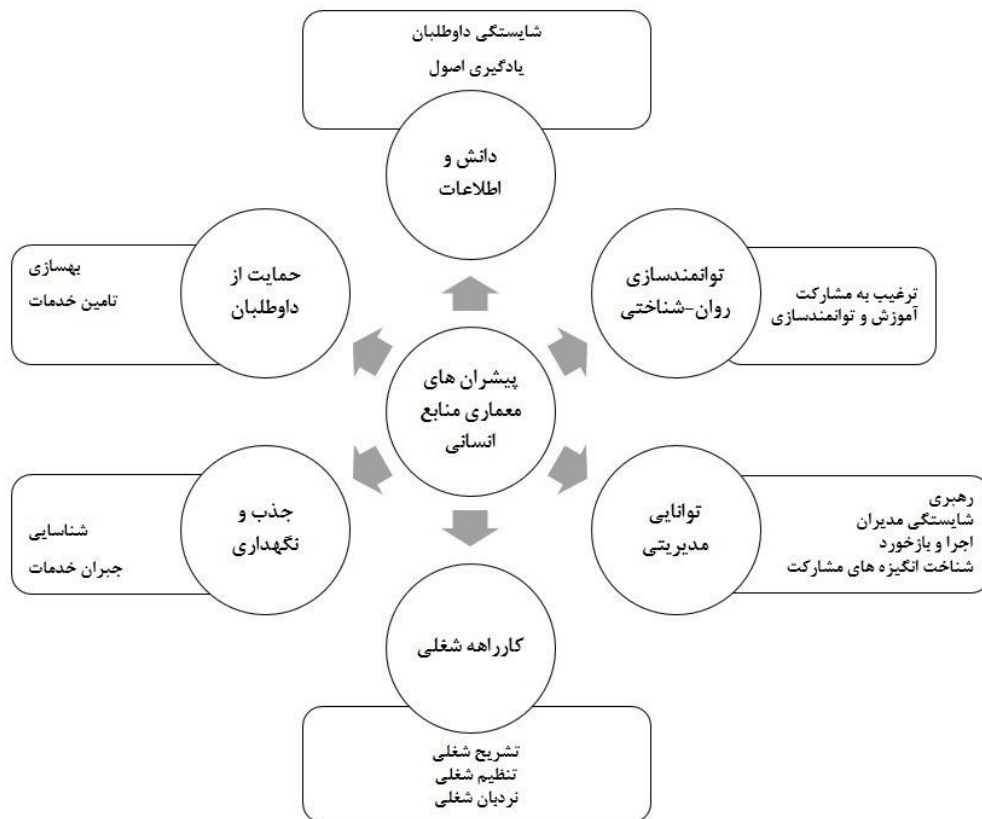 شایستگی داوطلبان
یادگیری اصول
دانش و
اطلاعات
توانمندسازی
روان-شناختی
ترغیب به مشارکت
آموزش و توانمندسازی
حمایت از
داوطلبان
بهسازی
تامین خدمات
پیشران های
معماری منابع
انسانی
توانایی
مدیریتی
رهبری
شایستگی مدیران
اجرا و بازخورد
شناخت انگیزه های مشارکت
جذب و
نگهداری
شناسایی
جبران خدمات
کارراهه شغلی
تشریح شغلی
تنظیم شغلی
نردبان شغلی